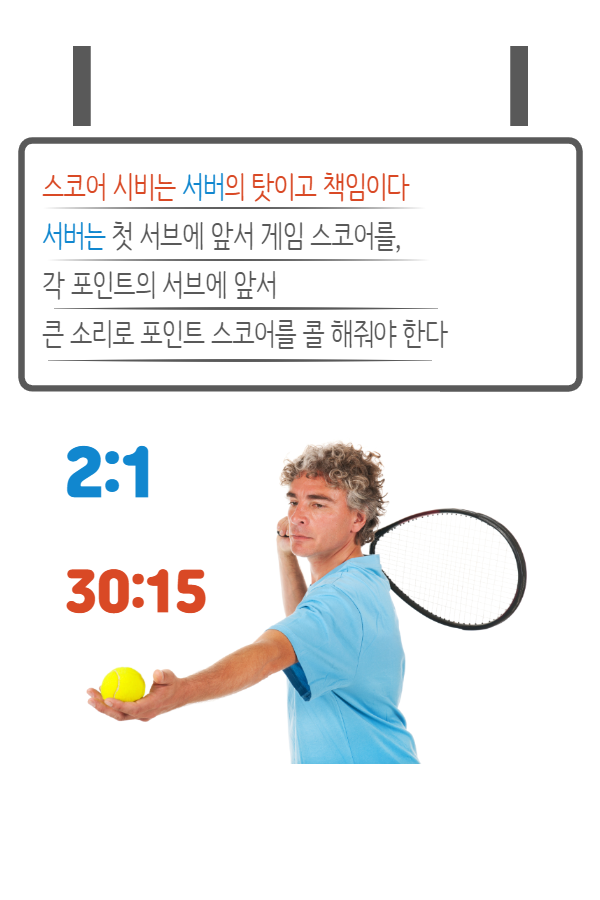 스코어 시비는 서버의 탓이고 책임이다
서버는 첫 서브에 앞서 게임 스코어를,
각 포인트의 서브에 앞서
큰 소리로 포인트 스코어를 콜 해줘야 한다
2:1
30:15